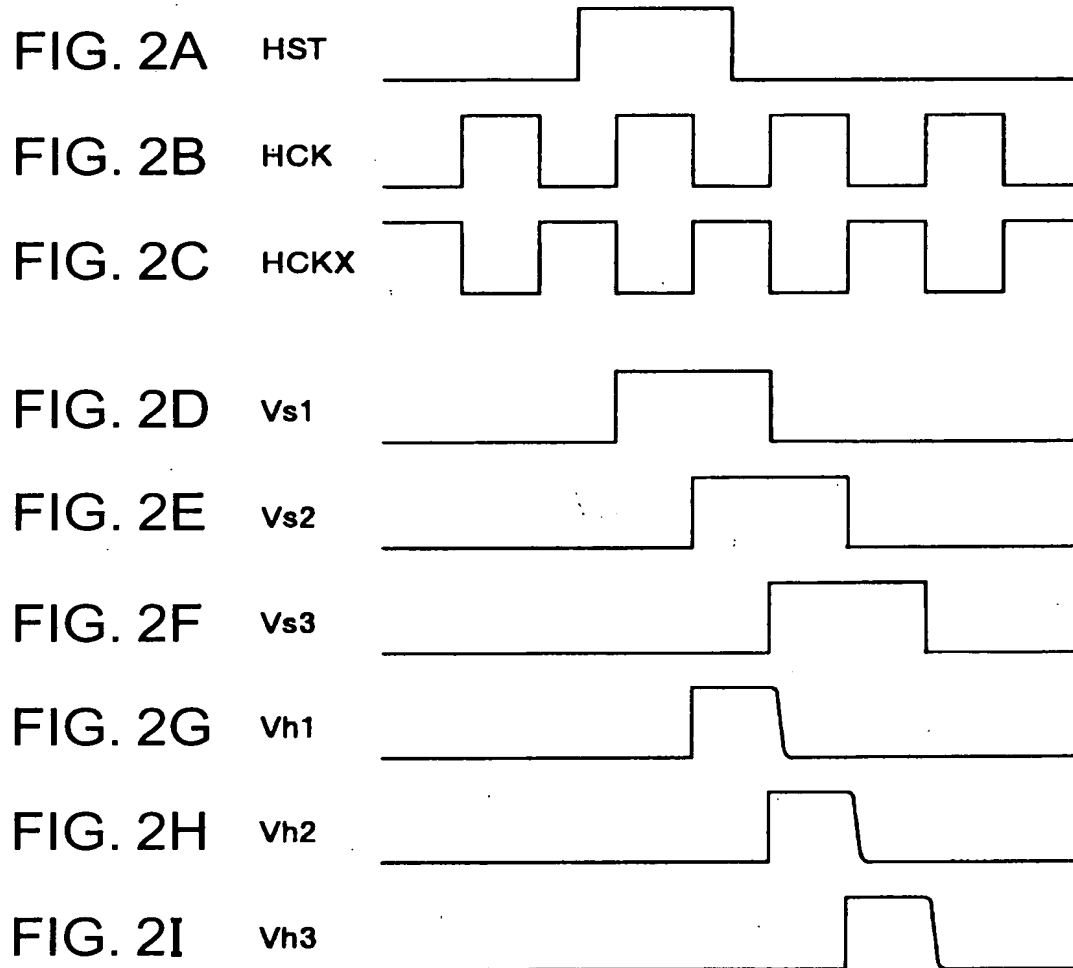 FIG. 2A HST
FIG. 2B HCK
FIG. 2C HCKX
FIG. 2D Vs1
FIG. 2E Vs2
FIG. 2F Vs3
FIG. 2G Vh1
FIG. 2H Vh2
FIG. 2I Vh3